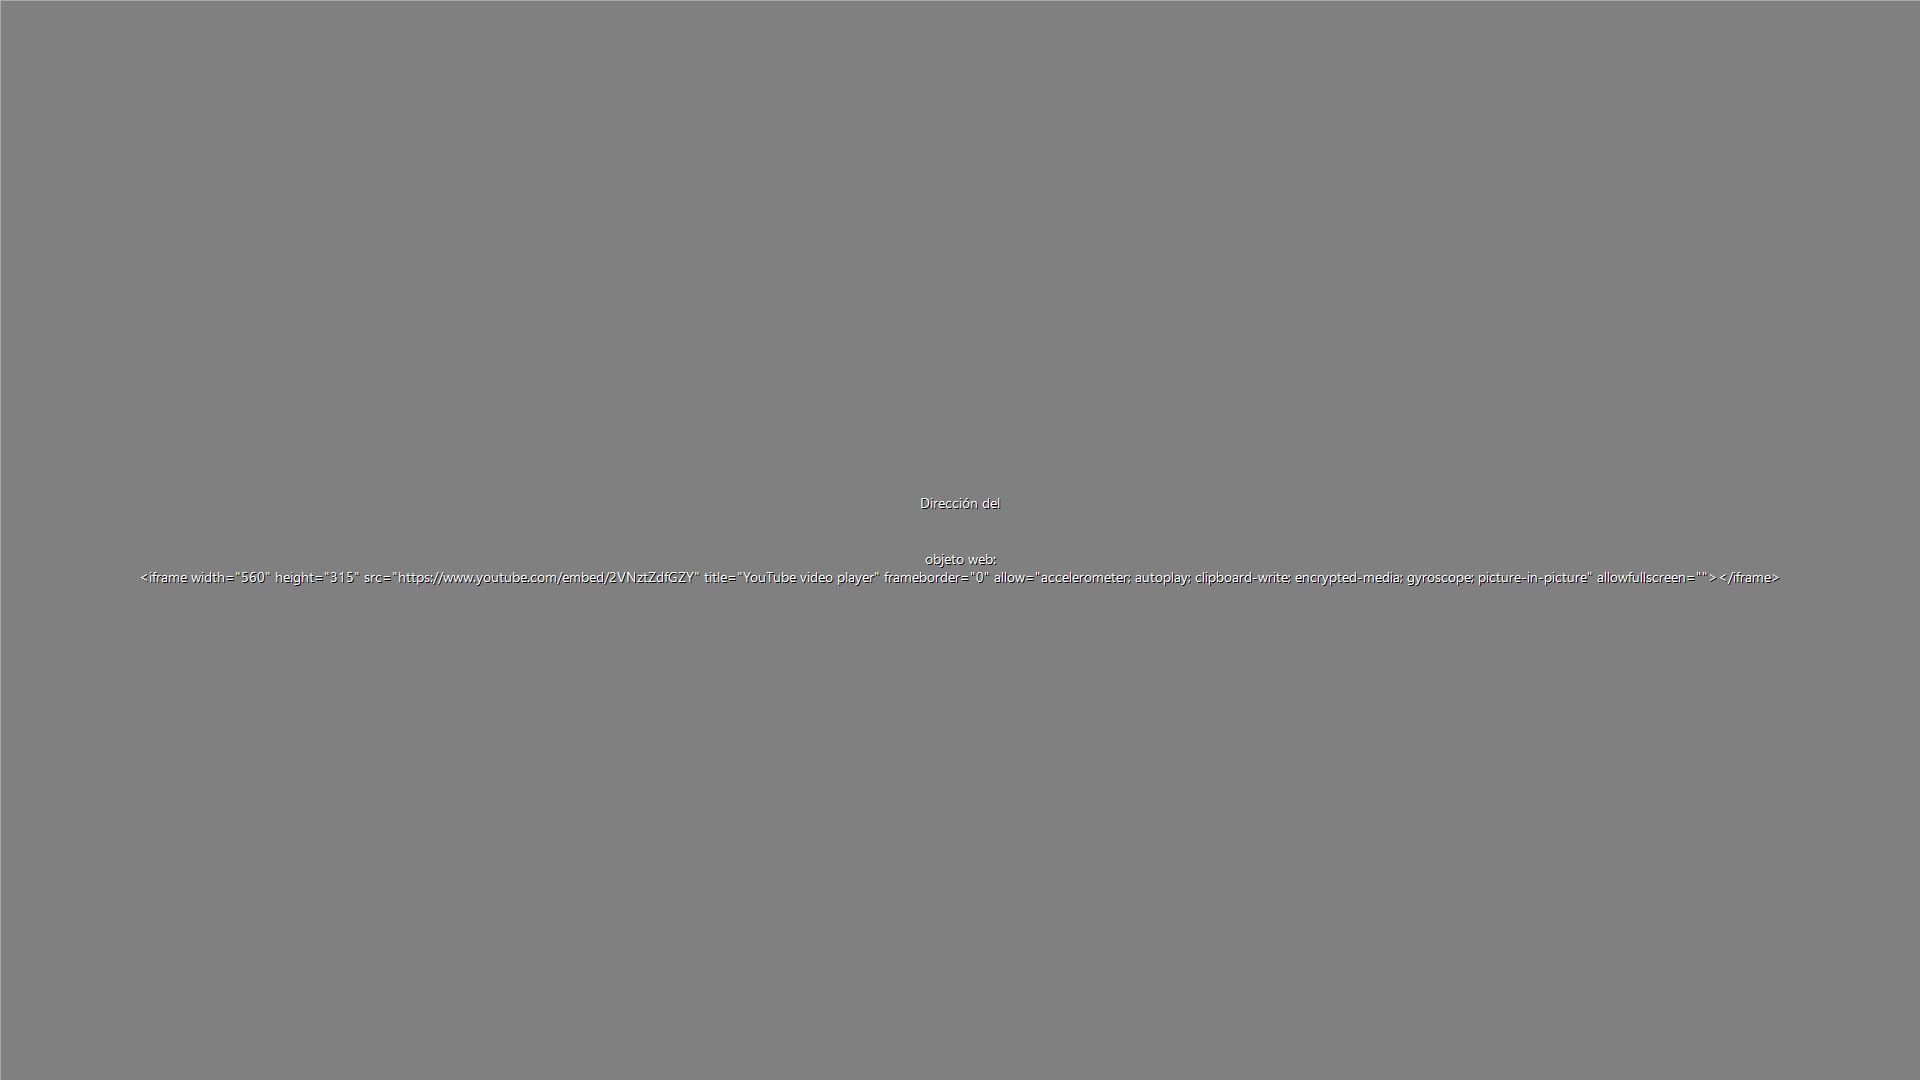 Dirección del
objeto web:
<iframe width="560" height="315" src="https://www.youtube.com/embed/2VNztZdfGZY" title="YouTube video player" frameborder="0" allow="accelerometer; autoplay; clipboard-write; encrypted-media; gyroscope; picture-in-picture" allowfullscreen=""></iframe>